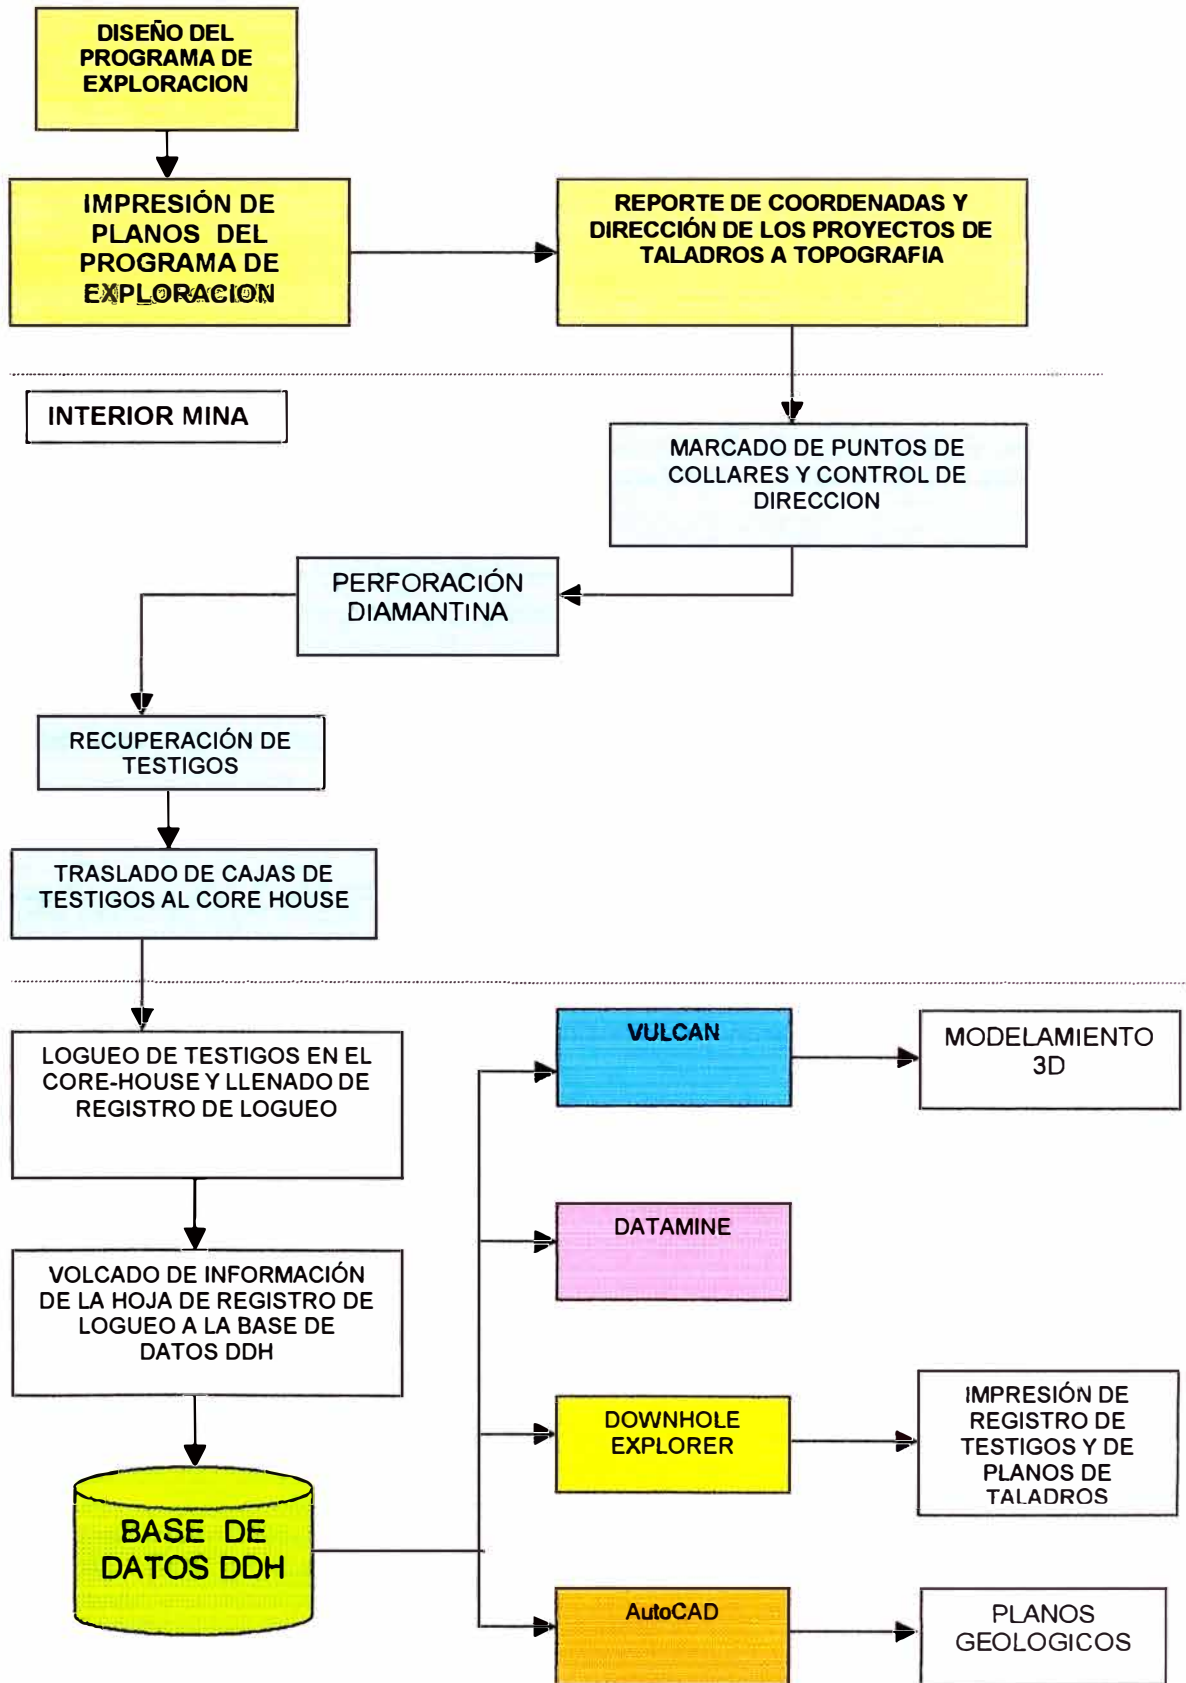 DISEÑO DEL
PROGRAMA DE
EXPLORACION
IMPRESIÓN DE
PLANOS DEL
PROGRAMA DE
EXPLORACION
REPORTE DE COORDENADAS Y
DIRECCIÓN DE LOS PROYECTOS DE
TALADROS A TOPOGRAFIA
INTERIOR MINA
MARCADO DE PUNTOS DE
COLLARES Y CONTROL DE
DIRECCION
PERFORACIÓN
DIAMANTINA
RECUPERACIÓN DE
TESTIGOS
TRASLADO DE CAJAS DE
TESTIGOS AL CORE HOUSE
LOGUEO DE TESTIGOS EN EL
CORE-HOUSE Y LLENADO DE
REGISTRO DE LOGUEO
VOLCADO DE INFORMACIÓN
DE LA HOJA DE REGISTRO DE
LOGUEO A LA BASE DE
DATOS DDH
BASE DE
DATOS DDH
VULCAN
MODELAMIENTO
3D
DATAMINE
DOWNHOLE
EXPLORER
IMPRESIÓN DE
REGISTRO DE
TESTIGOS Y DE
PLANOS DE
TALADROS
AutoCAD
PLANOS
GEOLOGICOS